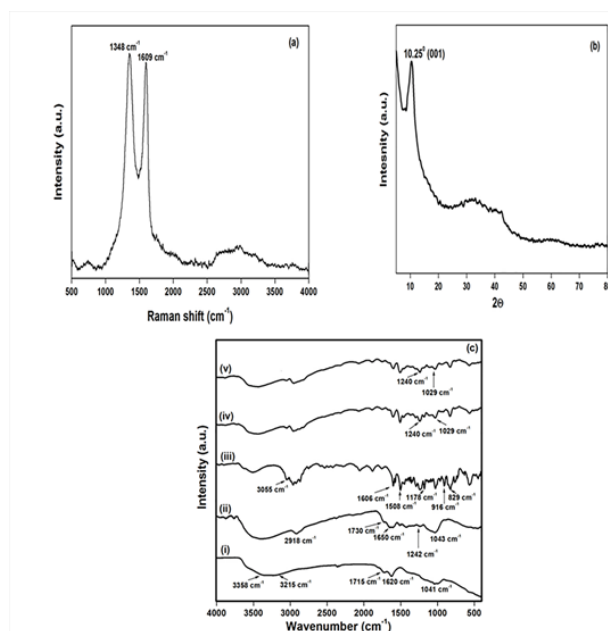 (a)
1348 cm⁻¹
1609 cm⁻¹
Intensity (a.u.)
500 1000 1500 2000 2500 3000 3500 4000
Raman shift (cm⁻¹)
(b)
10.25⁰ (001)
Intesnity (a.u.)
10 20 30 40 50 60 70 80
2θ
(c)
(v)
1240 cm⁻¹
1029 cm⁻¹
(iv)
1240 cm⁻¹ 1029 cm⁻¹
(iii)
3055 cm⁻¹
1606 cm⁻¹ 1178 cm⁻¹ 829 cm⁻¹
1508 cm⁻¹ 916 cm⁻¹
(ii)
2918 cm⁻¹
1730 cm⁻¹
1650 cm⁻¹
1043 cm⁻¹
1242 cm⁻¹
(i)
3358 cm⁻¹ 3215 cm⁻¹
1715 cm⁻¹ 1620 cm⁻¹
1041 cm⁻¹
Intensity (a.u.)
4000 3500 3000 2500 2000 1500 1000 500
Wavenumber (cm⁻¹)